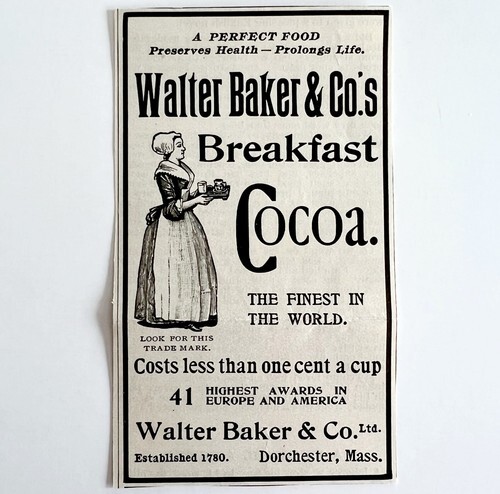 A PERFECT FOOD
Preserves Health — Prolongs Life.
Walter Baker & Co.'s
Breakfast
Cocoa.
THE FINEST IN
THE WORLD.
LOOK FOR THIS
TRADE MARK.
Costs less than one cent a cup
41 HIGHEST AWARDS IN
EUROPE AND AMERICA
Walter Baker & Co. Ltd.
Established 1780. Dorchester, Mass.